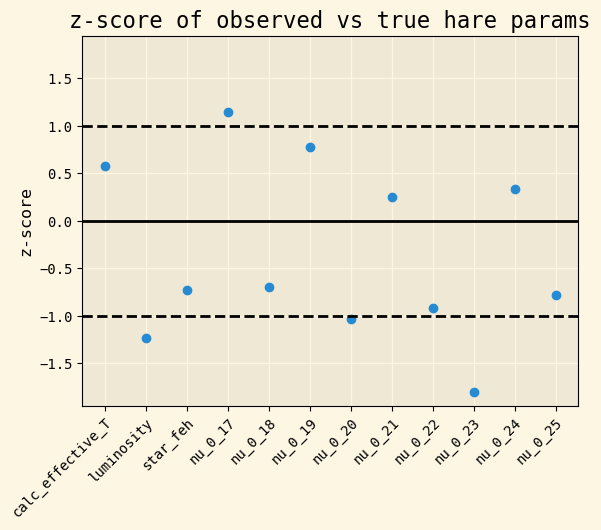 z-score of observed vs true hare params
z-score
1.5
1.0
0.5
0.0
−0.5
−1.0
−1.5
calc_effective_T
luminosity
star_feh
nu_0_17
nu_0_18
nu_0_19
nu_0_20
nu_0_21
nu_0_22
nu_0_23
nu_0_24
nu_0_25